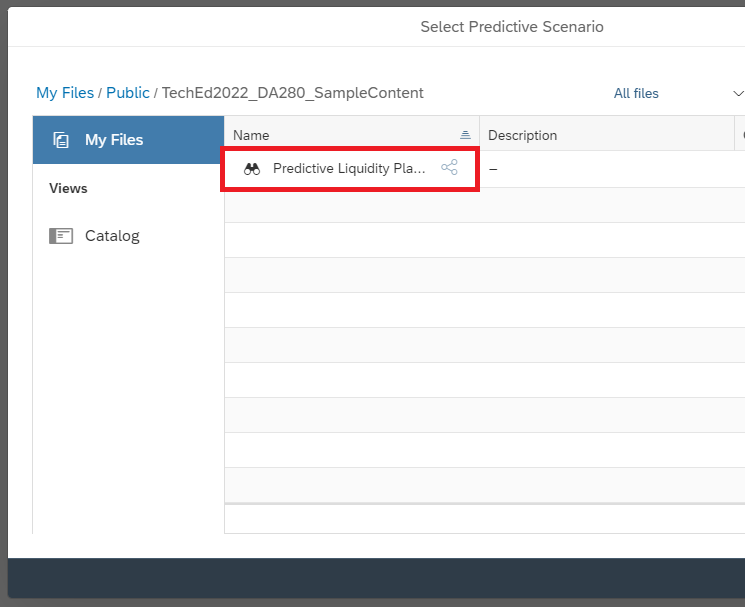 Select Predictive Scenario
My Files / Public / TechEd2022_DA280_SampleContent
All files
My Files
Name
Description
Predictive Liquidity Pla...
–
Views
Catalog